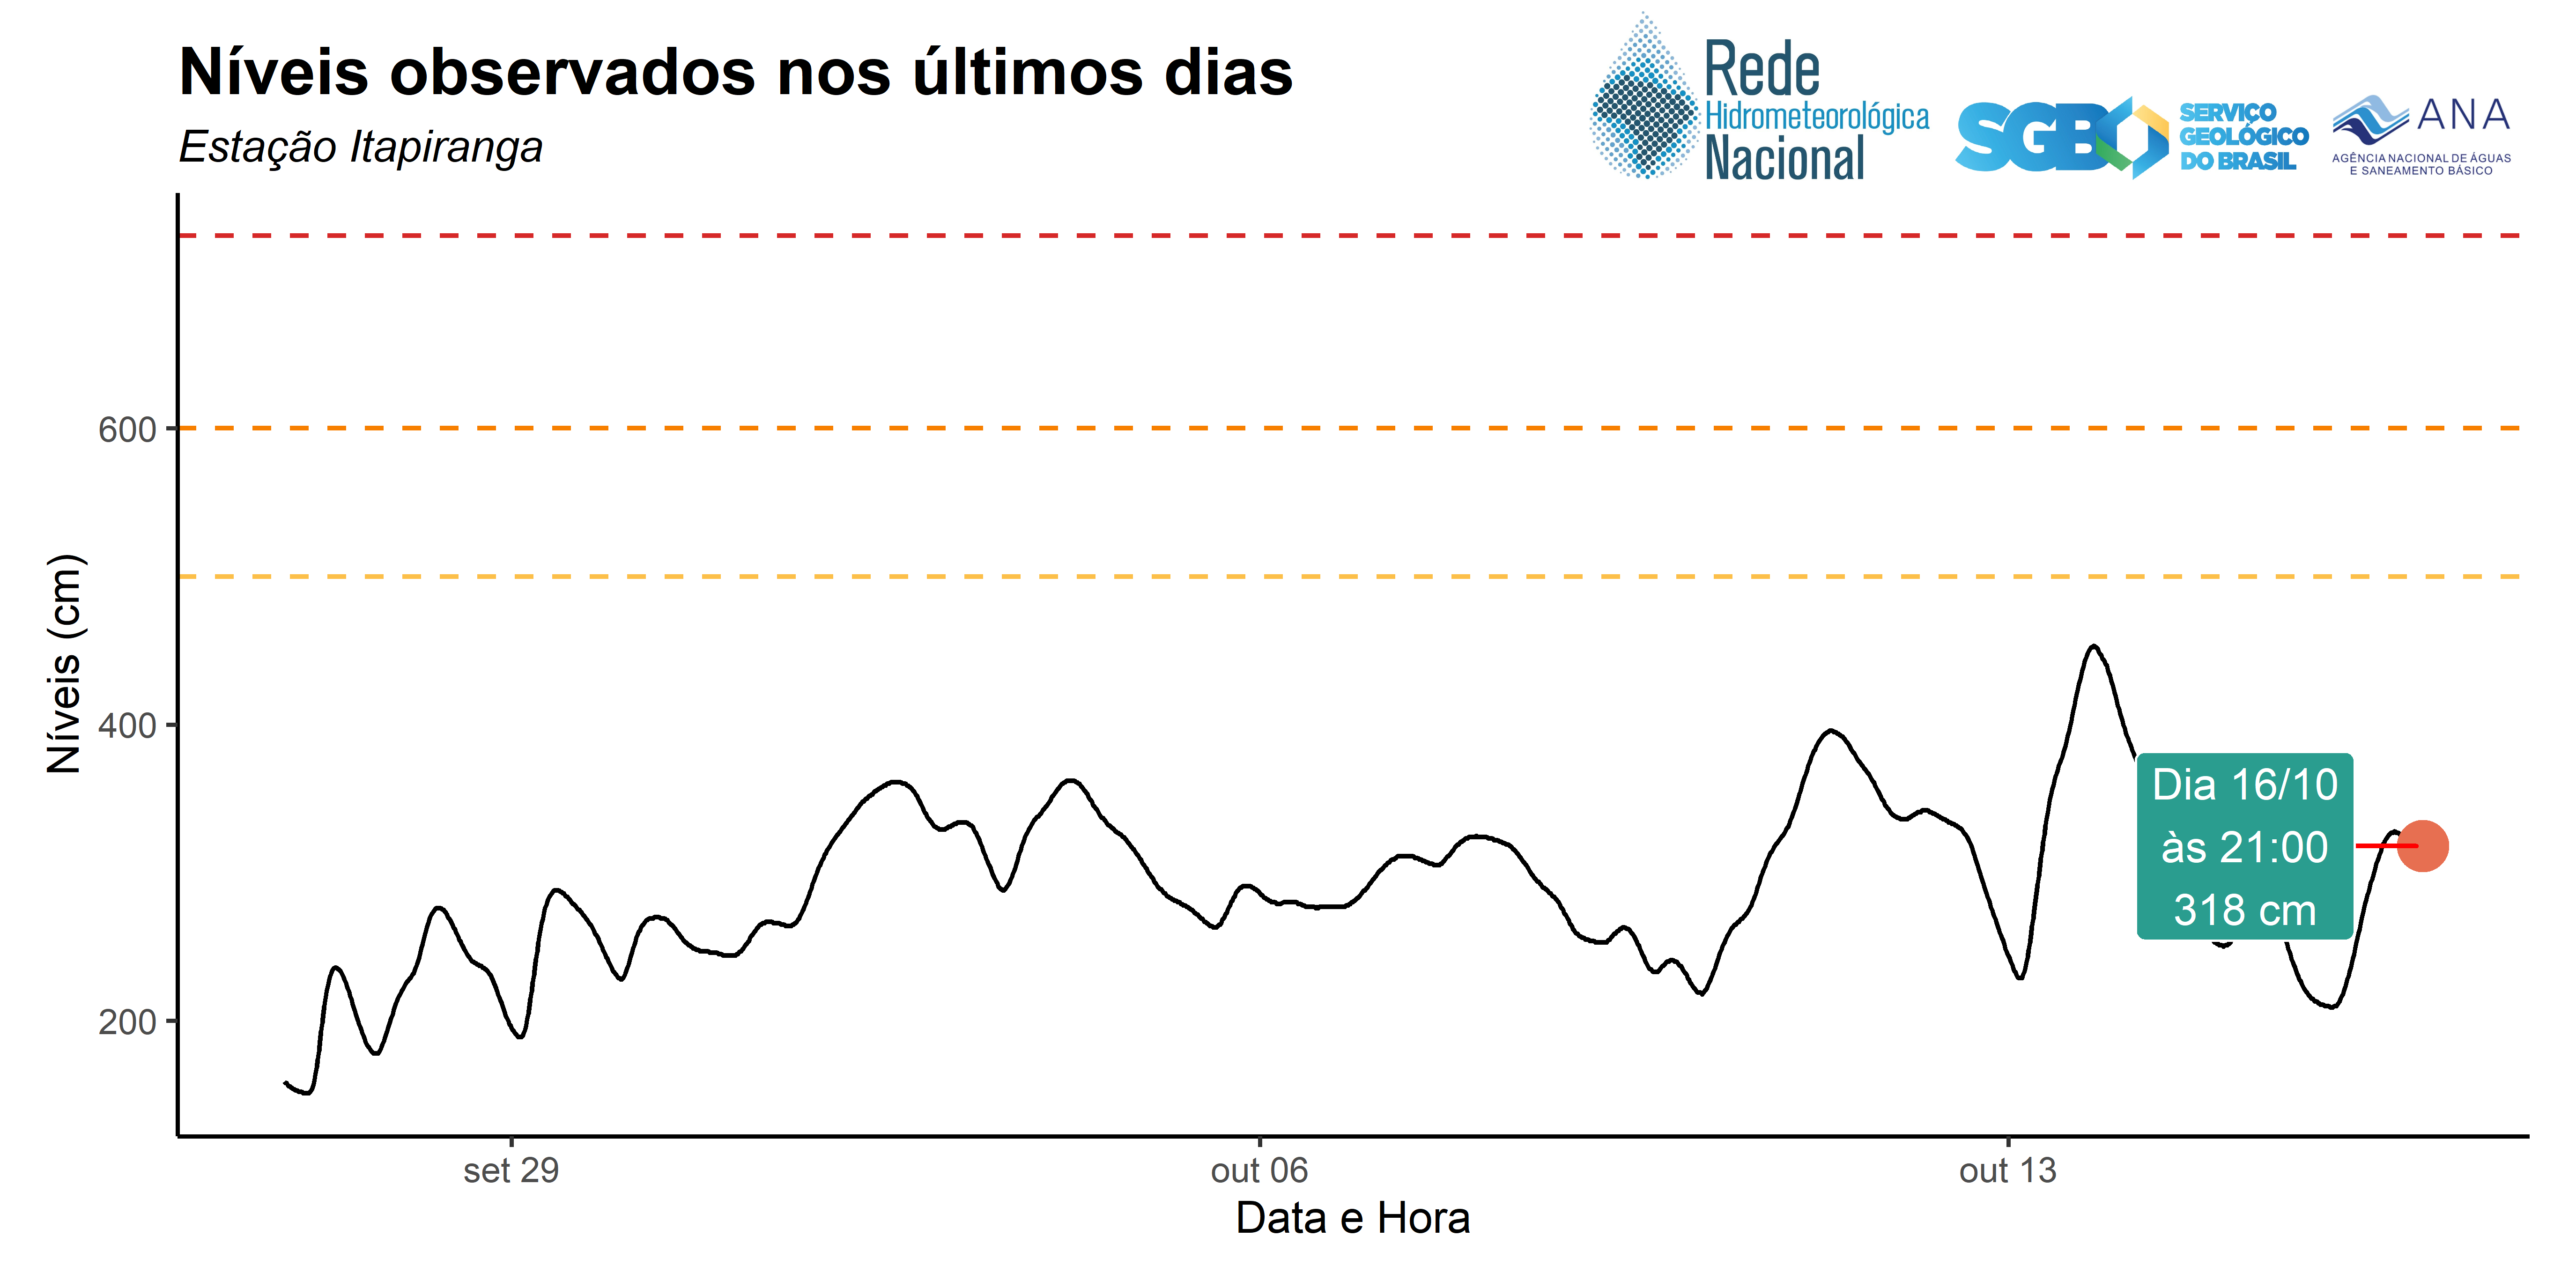 Níveis observados nos últimos dias
Estação Itapiranga
Rede
Hidrometeorológica
Nacional
SGB
SERVIÇO
GEOLÓGICO
DO BRASIL
ANA
AGÊNCIA NACIONAL DE ÁGUAS
E SANEAMENTO BÁSICO
Níveis (cm)
600
400
200
Dia 16/10
às 21:00
318 cm
set 29
out 06
out 13
Data e Hora